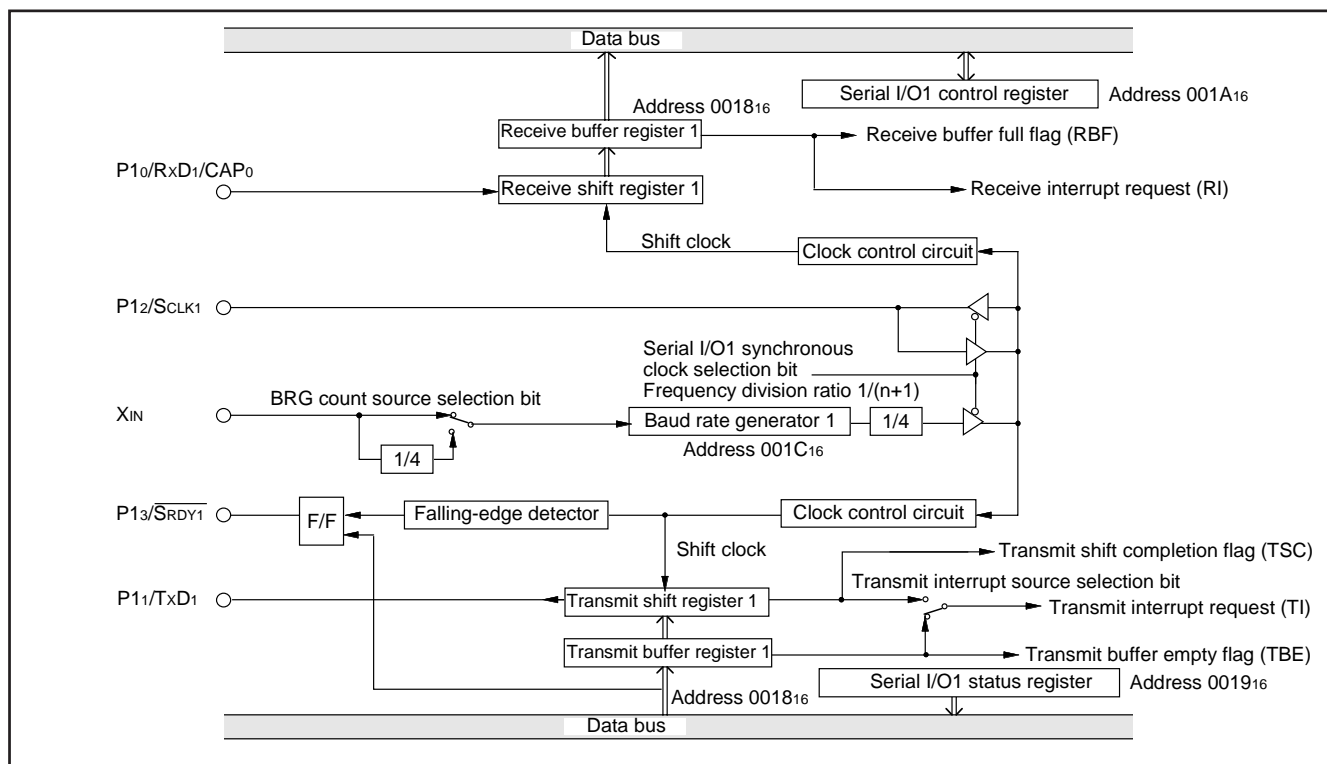 Data bus
Serial I/O1 control register
Address 001A16
Address 001816
Receive buffer register 1
Receive buffer full flag (RBF)
P10/RXD1/CAP0
Receive shift register 1
Receive interrupt request (RI)
Shift clock
Clock control circuit
P12/SCLK1
Serial I/O1 synchronous
clock selection bit
Frequency division ratio 1/(n+1)
BRG count source selection bit
XIN
Baud rate generator 1
1/4
Address 001C16
1/4
P13/SRDY1
F/F
Falling-edge detector
Clock control circuit
Shift clock
Transmit shift completion flag (TSC)
Transmit interrupt source selection bit
P11/TXD1
Transmit shift register 1
Transmit interrupt request (TI)
Transmit buffer register 1
Transmit buffer empty flag (TBE)
Address 001816
Serial I/O1 status register
Address 001916
Data bus